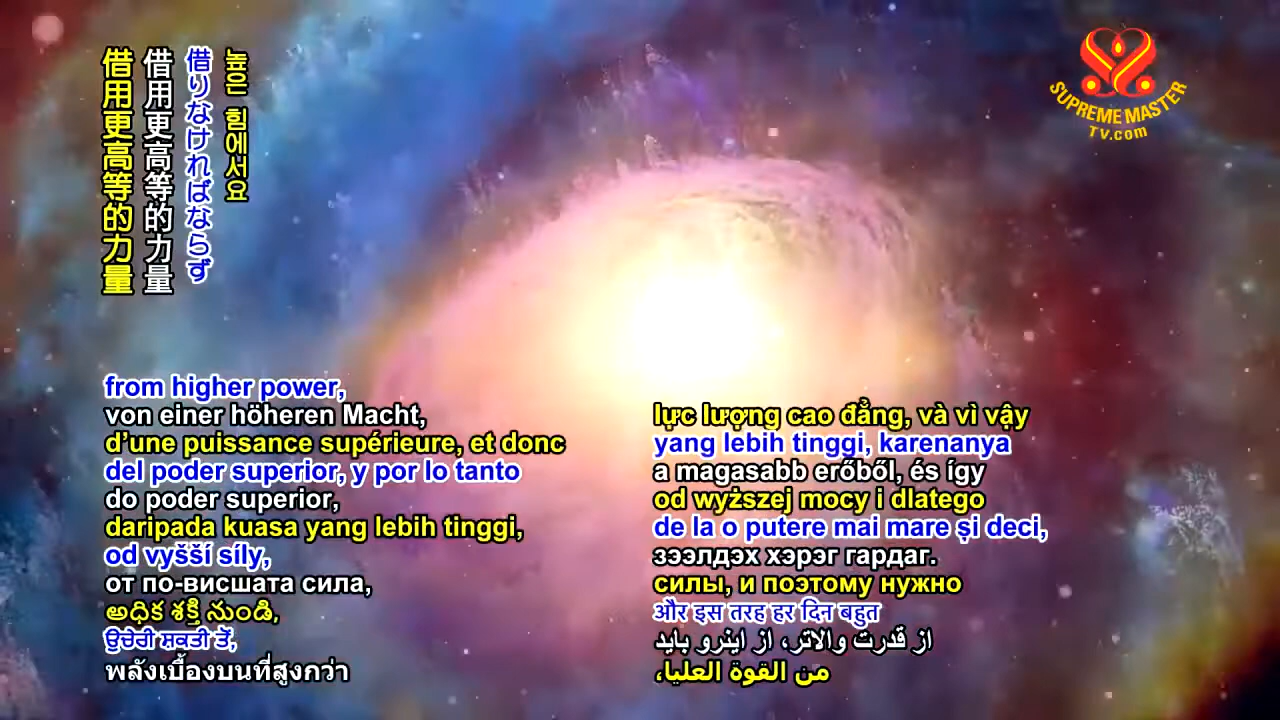 借用更高等的力量
借用更高等的力量
借りなければならず
높은 힘에서요
SUPREME MASTER
TV.com
from higher power,
von einer höheren Macht,
d’une puissance supérieure, et donc
del poder superior, y por lo tanto
do poder superior,
daripada kuasa yang lebih tinggi,
od vyšší síly,
от по-висшата сила,
అధిక శక్తి నుండి,
ਉਚੇਰੀ ਸ਼ਕਤੀ ਤੋਂ,
พลังเบื้องบนที่สูงกว่า
lực lượng cao đẳng, và vì vậy
yang lebih tinggi, karenanya
a magasabb erőből, és így
od wyższej mocy i dlatego
de la o putere mai mare și deci,
зээлдэх хэрэг гардаг.
силы, и поэтому нужно
और इस तरह हर दिन बहुत
از قدرت والاتر، از اینرو باید
من القوة العليا،